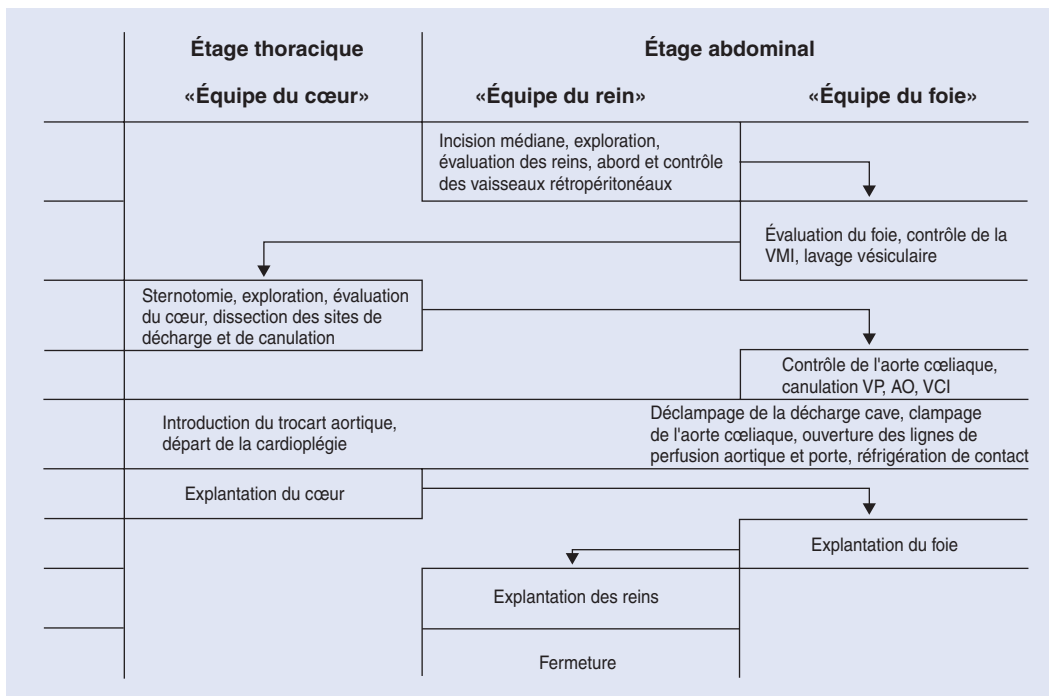 Étage thoracique
Étage abdominal
«Équipe du cœur»
«Équipe du rein»
«Équipe du foie»
Incision médiane, exploration,
évaluation des reins, abord et contrôle
des vaisseaux rétropéritonéaux
Évaluation du foie, contrôle de la
VMI, lavage vésiculaire
Sternotomie, exploration, évaluation
du cœur, dissection des sites de
décharge et de canulation
Contrôle de l'aorte cœliaque,
canulation VP, AO, VCI
Introduction du trocart aortique,
départ de la cardioplégie
Déclampage de la décharge cave, clampage
de l'aorte cœliaque, ouverture des lignes de
perfusion aortique et porte, réfrigération de contact
Explantation du cœur
Explantation du foie
Explantation des reins
Fermeture